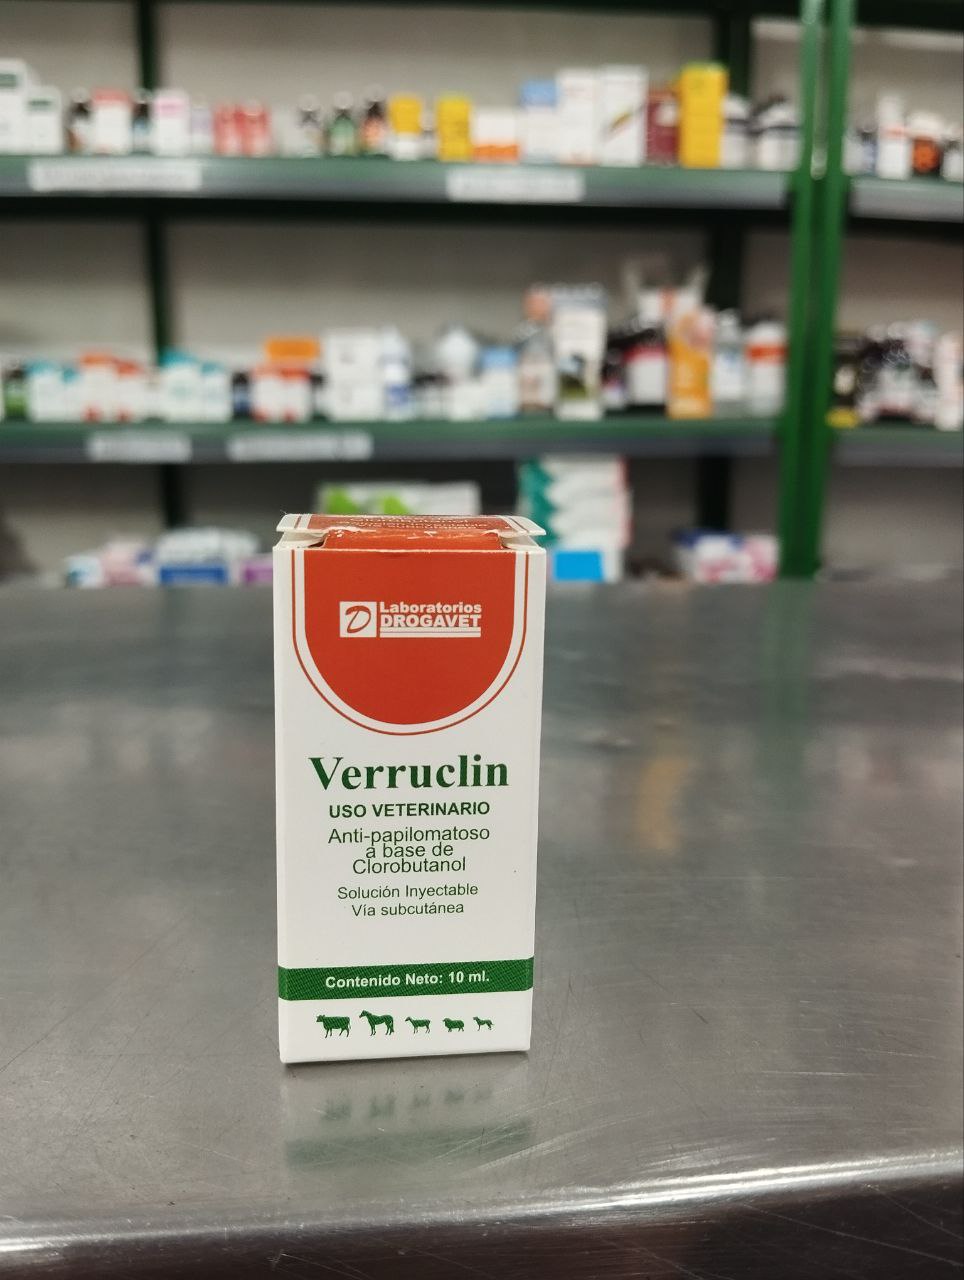 Laboratorios
DROGAVET
Verruclin
USO VETERINARIO
Anti-papilomatoso
a base de
Clorobutanol
Solución Inyectable
Vía subcutánea
Contenido Neto: 10 ml.